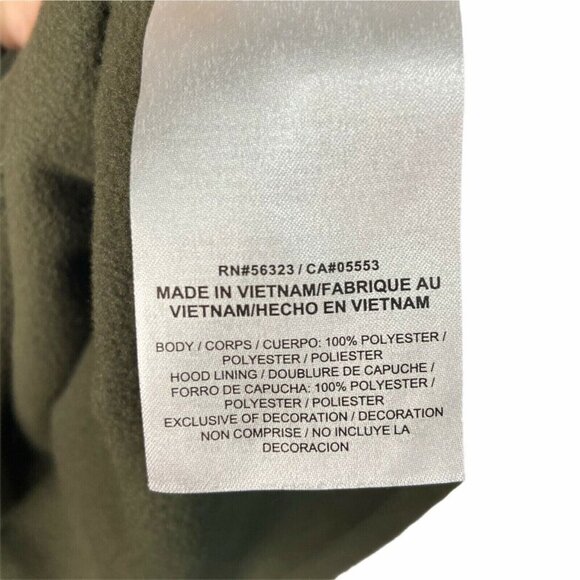 RN#56323 / CA#05553
MADE IN VIETNAM/FABRIQUE AU
VIETNAM/HECHO EN VIETNAM
BODY / CORPS / CUERPO: 100% POLYESTER /
POLYESTER / POLIESTER
HOOD LINING / DOUBLURE DE CAPUCHE /
FORRO DE CAPUCHA: 100% POLYESTER /
POLYESTER / POLIESTER
EXCLUSIVE OF DECORATION / DECORATION
NON COMPRISE / NO INCLUYE LA
DECORACION